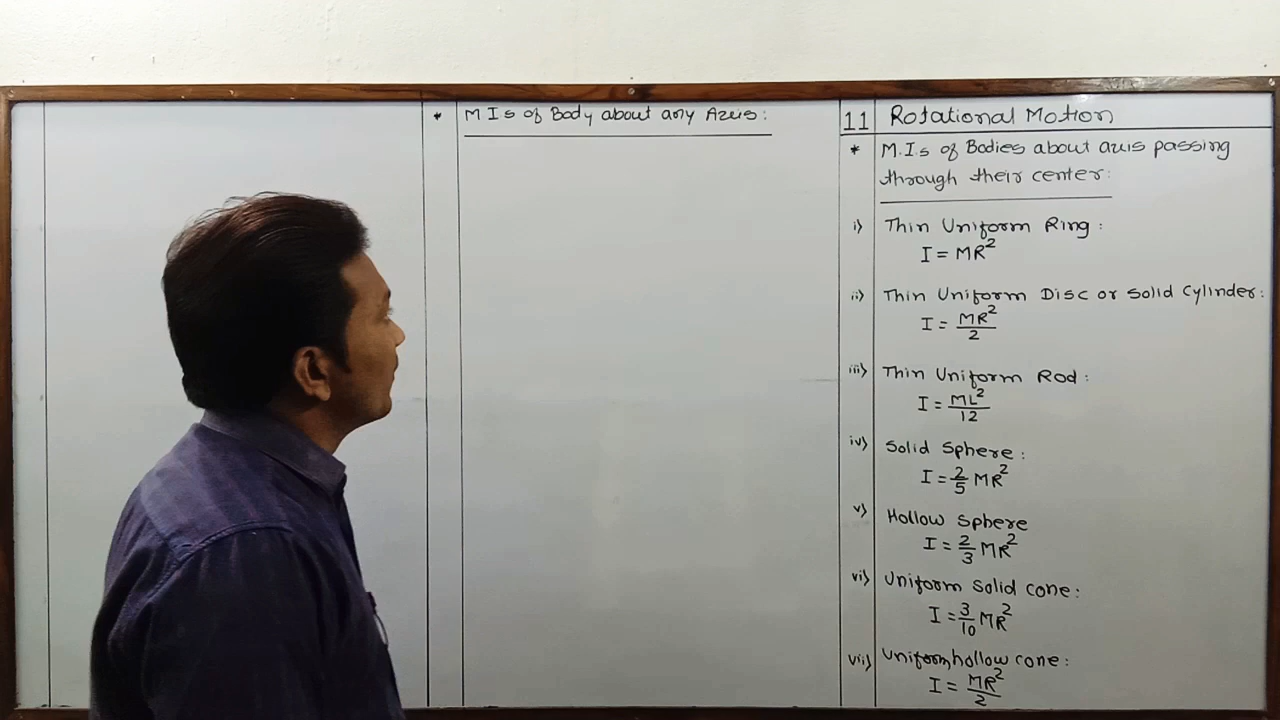 * M I s of Body about any Axis :
11 Rotational Motion
* M.I.s of Bodies about axis passing
through their center:
i) Thin Uniform Ring :
I = MR²
ii) Thin Uniform Disc or Solid Cylinder :
I = MR²/2
iii) Thin Uniform Rod :
I = ML²/12
iv) Solid Sphere :
I = 2/5 MR²
v) Hollow Sphere
I = 2/3 MR²
vi) Uniform Solid cone :
I = 3/10 MR²
vii) Uniform hollow cone :
I = MR²/2